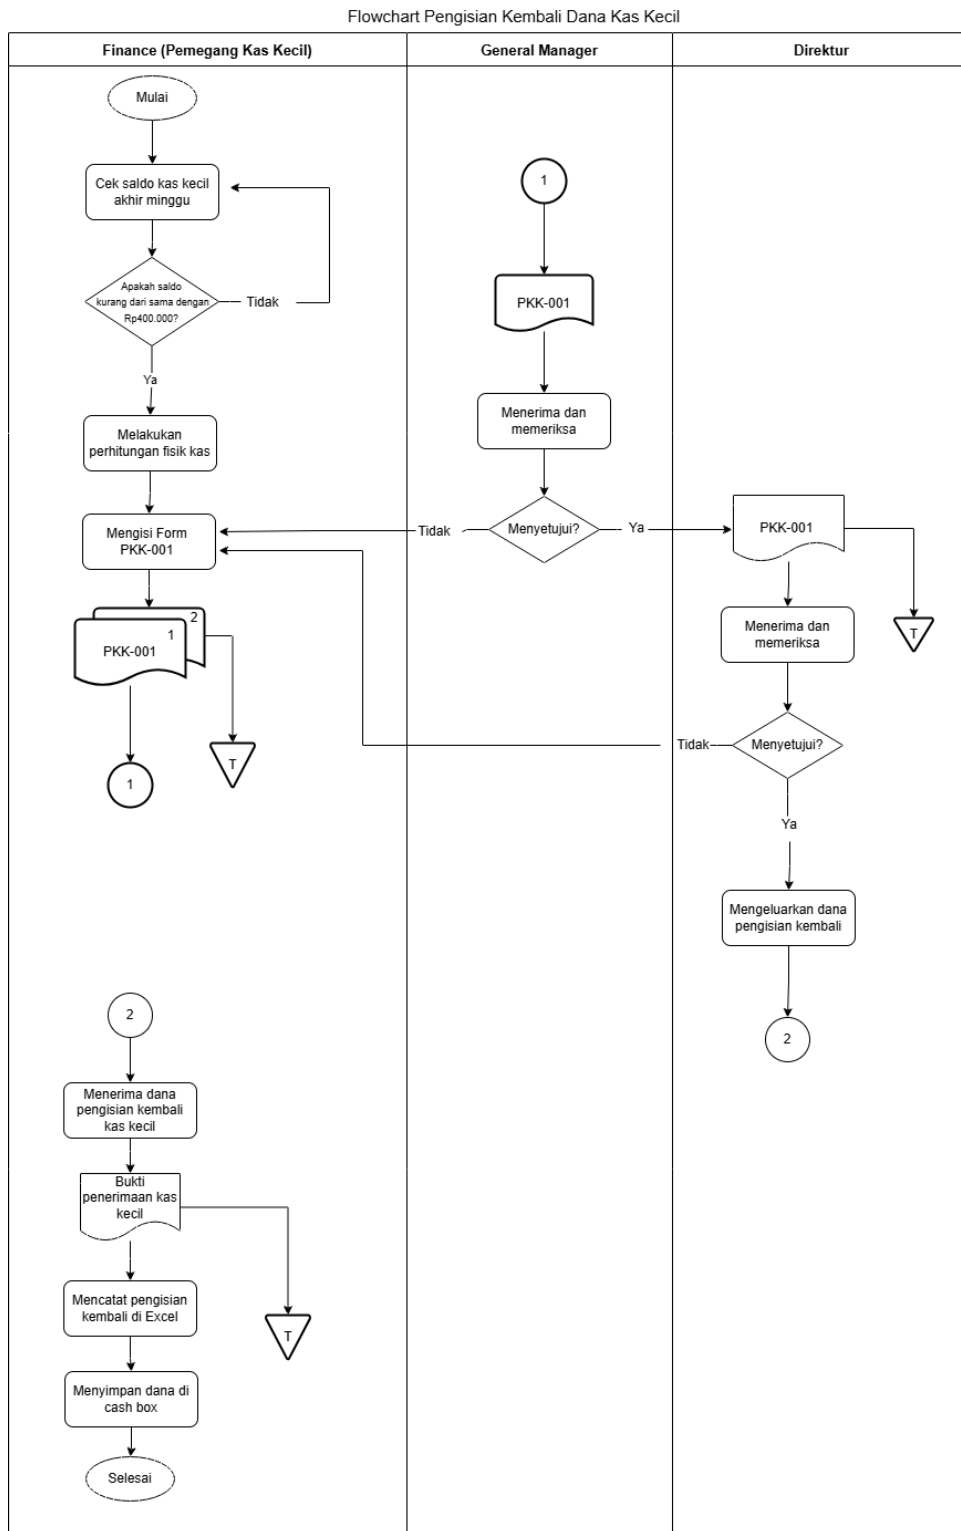 Flowchart Pengisian Kembali Dana Kas Kecil
Finance (Pemegang Kas Kecil)
General Manager
Direktur
Mulai
Cek saldo kas kecil
akhir minggu
Apakah saldo
kurang dari sama dengan
Rp400.000?
Tidak
Ya
Melakukan
perhitungan fisik kas
Mengisi Form
PKK-001
2
1
PKK-001
T
1
1
PKK-001
Menerima dan
memeriksa
Menyetujui?
Tidak
Ya
PKK-001
T
Menerima dan
memeriksa
Menyetujui?
Tidak
Ya
Mengeluarkan dana
pengisian kembali
2
2
Menerima dana
pengisian kembali
kas kecil
Bukti
penerimaan kas
kecil
T
Mencatat pengisian
kembali di Excel
Menyimpan dana di
cash box
Selesai